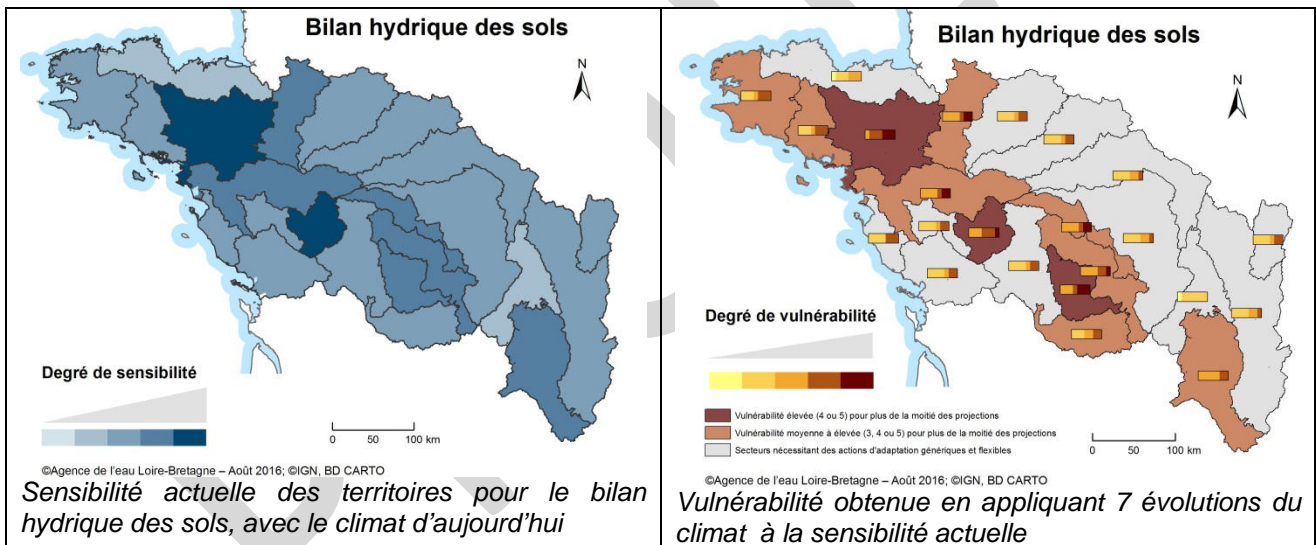 Bilan hydrique des sols
N
Degré de sensibilité
0 50 100 km
©Agence de l'eau Loire-Bretagne – Août 2016; ©IGN, BD CARTO
Sensibilité actuelle des territoires pour le bilan
hydrique des sols, avec le climat d'aujourd'hui
Bilan hydrique des sols
N
Degré de vulnérabilité
Vulnérabilité élevée (4 ou 5) pour plus de la moitié des projections
Vulnérabilité moyenne à élevée (3, 4 ou 5) pour plus de la moitié des projections
Secteurs nécessitant des actions d'adaptation génériques et flexibles
0 50 100 km
©Agence de l'eau Loire-Bretagne – Août 2016; ©IGN, BD CARTO
Vulnérabilité obtenue en appliquant 7 évolutions du
climat à la sensibilité actuelle